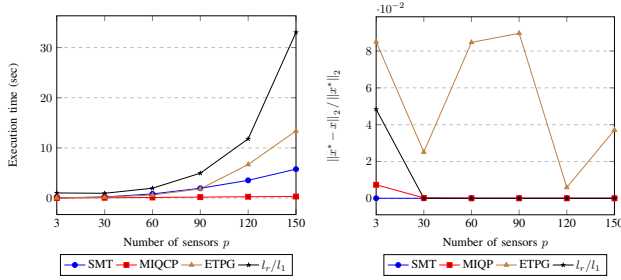 Execution time (sec)
30
20
10
0
3 30 60 90 120 150
Number of sensors p
SMT MIQCP ETPG l_r/l_1
·10⁻²
||x* − x||₂ / ||x*||₂
8
6
4
2
0
3 30 60 90 120 150
Number of sensors p
SMT MIQP ETPG l_r/l_1